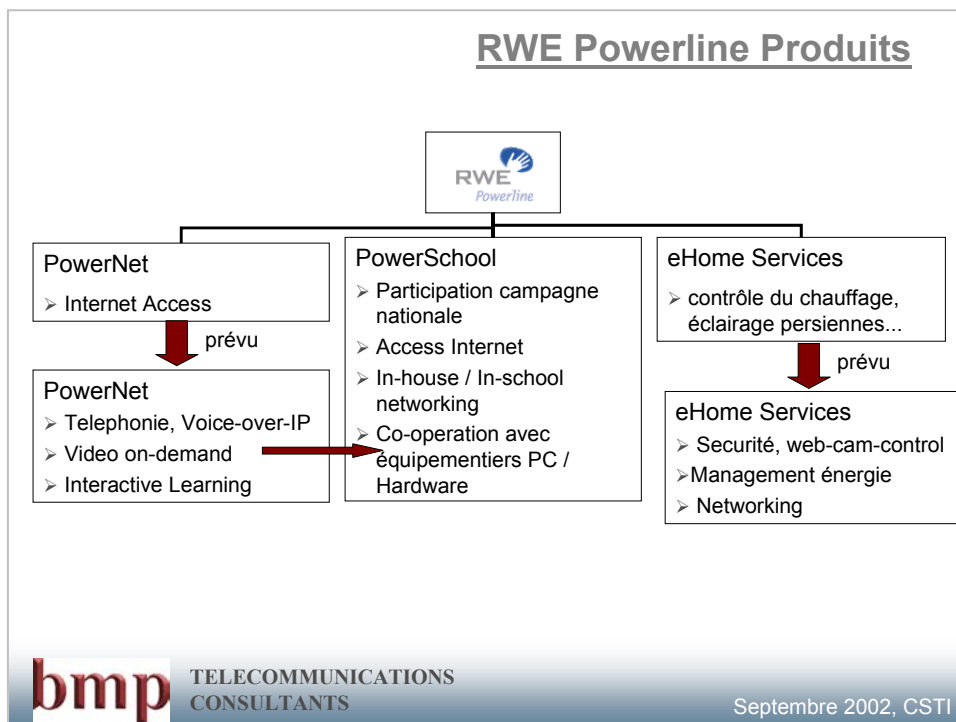 RWE Powerline Produits
RWE
Powerline
PowerNet
➢ Internet Access
prévu
PowerNet
➢ Telephonie, Voice-over-IP
➢ Video on-demand
➢ Interactive Learning
PowerSchool
➢ Participation campagne
nationale
➢ Access Internet
➢ In-house / In-school
networking
➢ Co-operation avec
équipementiers PC /
Hardware
eHome Services
➢ contrôle du chauffage,
éclairage persiennes...
prévu
eHome Services
➢ Securité, web-cam-control
➢Management énergie
➢ Networking
bmp
TELECOMMUNICATIONS
CONSULTANTS
Septembre 2002, CSTI